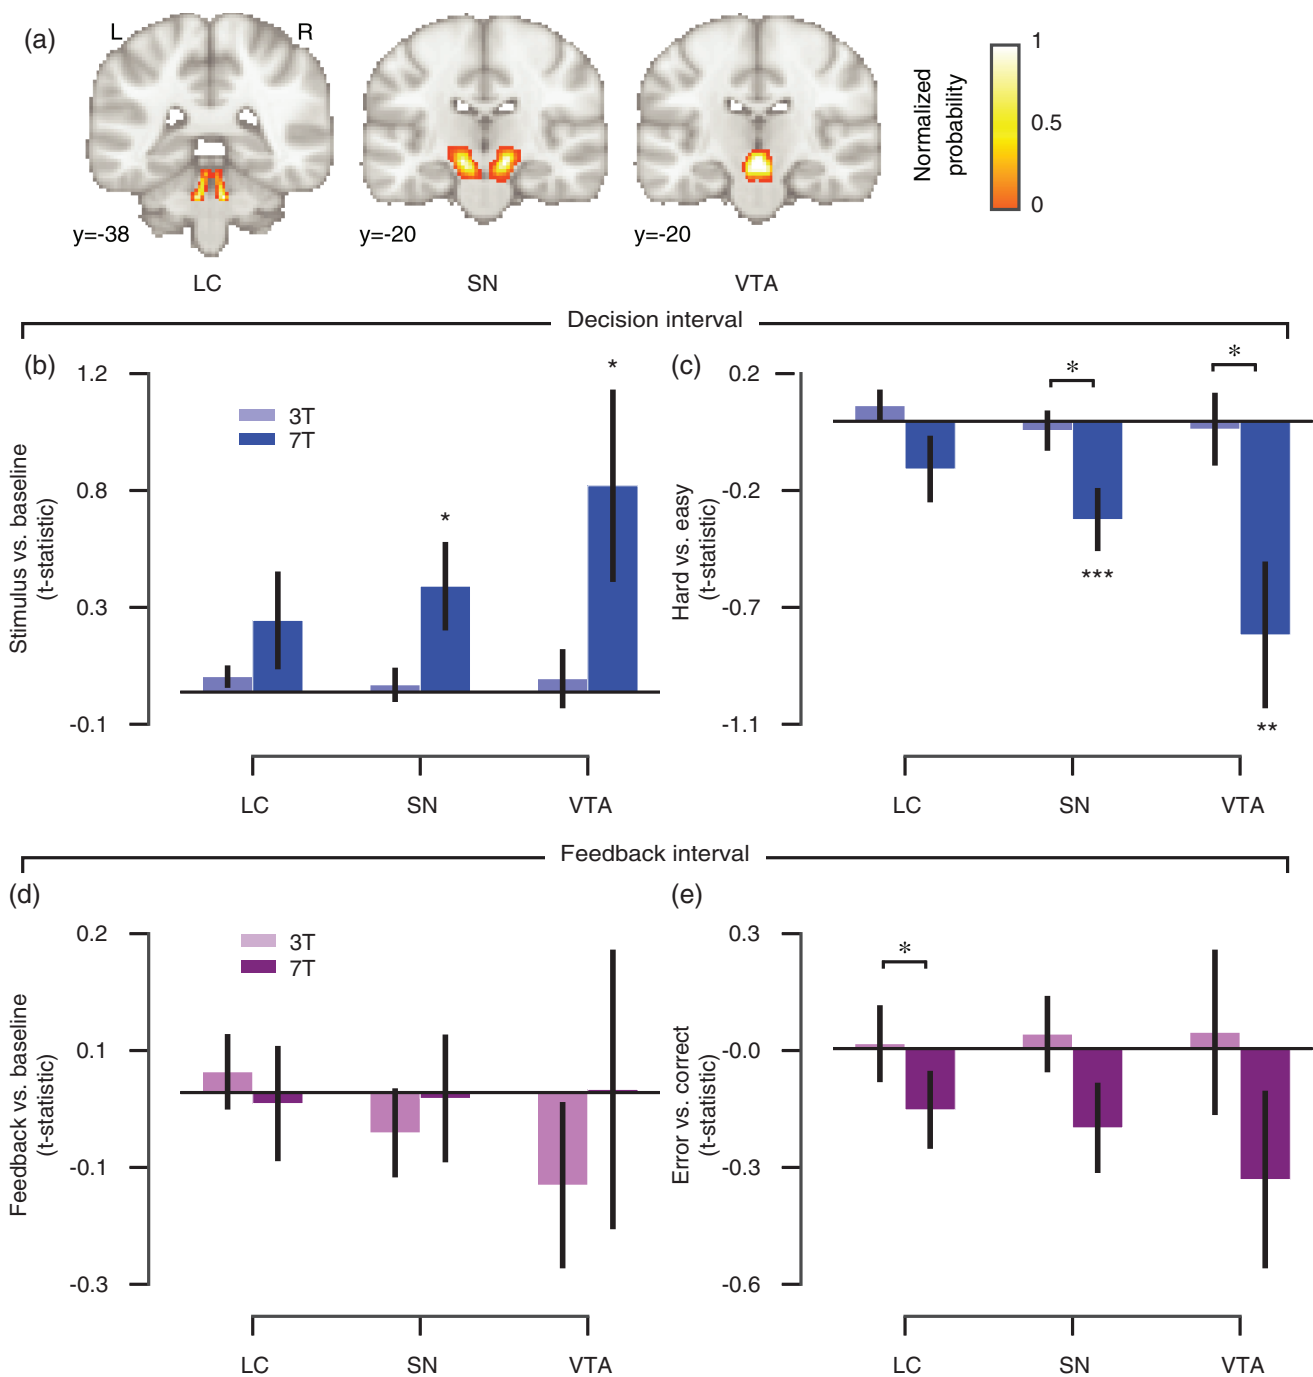 (a)
L
R
y=-38
y=-20
y=-20
LC
SN
VTA
Normalized
probability
1
0.5
0
Decision interval
(b)
Stimulus vs. baseline
(t-statistic)
1.2
0.8
0.3
-0.1
3T
7T
*
*
LC
SN
VTA
(c)
Hard vs. easy
(t-statistic)
0.2
-0.2
-0.7
-1.1
*
*
***
**
LC
SN
VTA
Feedback interval
(d)
Feedback vs. baseline
(t-statistic)
0.2
0.1
-0.1
-0.3
3T
7T
LC
SN
VTA
(e)
Error vs. correct
(t-statistic)
0.3
-0.0
-0.3
-0.6
*
LC
SN
VTA